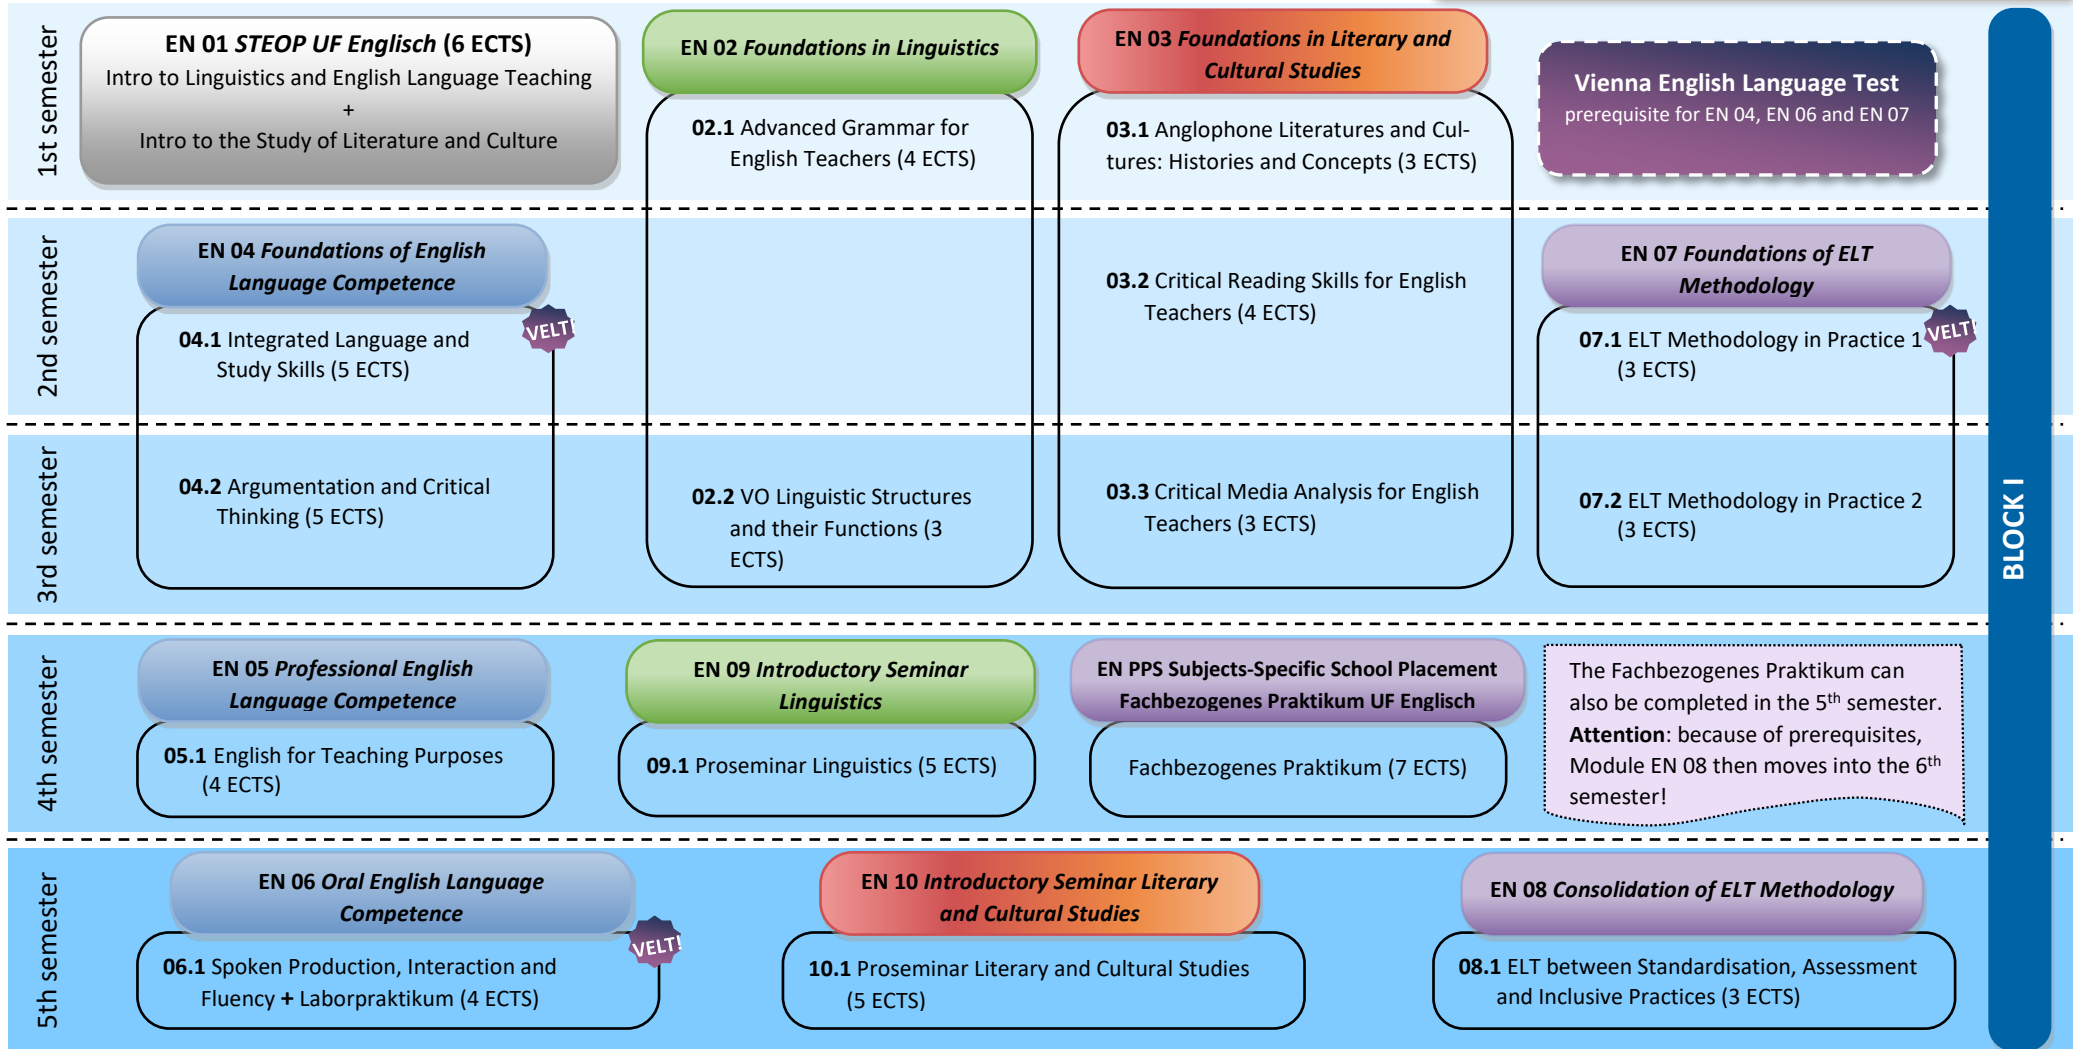 1st semester
EN 01 STEOP UF Englisch (6 ECTS)
Intro to Linguistics and English Language Teaching
+
Intro to the Study of Literature and Culture
EN 02 Foundations in Linguistics
02.1 Advanced Grammar for
English Teachers (4 ECTS)
EN 03 Foundations in Literary and
Cultural Studies
03.1 Anglophone Literatures and Cul-
tures: Histories and Concepts (3 ECTS)
Vienna English Language Test
prerequisite for EN 04, EN 06 and EN 07
2nd semester
EN 04 Foundations of English
Language Competence
VELT!
04.1 Integrated Language and
Study Skills (5 ECTS)
03.2 Critical Reading Skills for English
Teachers (4 ECTS)
EN 07 Foundations of ELT
Methodology
VELT!
07.1 ELT Methodology in Practice 1
(3 ECTS)
3rd semester
04.2 Argumentation and Critical
Thinking (5 ECTS)
02.2 VO Linguistic Structures
and their Functions (3
ECTS)
03.3 Critical Media Analysis for English
Teachers (3 ECTS)
07.2 ELT Methodology in Practice 2
(3 ECTS)
4th semester
EN 05 Professional English
Language Competence
05.1 English for Teaching Purposes
(4 ECTS)
EN 09 Introductory Seminar
Linguistics
09.1 Proseminar Linguistics (5 ECTS)
EN PPS Subjects-Specific School Placement
Fachbezogenes Praktikum UF Englisch
Fachbezogenes Praktikum (7 ECTS)
The Fachbezogenes Praktikum can
also be completed in the 5th semester.
Attention: because of prerequisites,
Module EN 08 then moves into the 6th
semester!
5th semester
EN 06 Oral English Language
Competence
VELT!
06.1 Spoken Production, Interaction and
Fluency + Laborpraktikum (4 ECTS)
EN 10 Introductory Seminar Literary
and Cultural Studies
10.1 Proseminar Literary and Cultural Studies
(5 ECTS)
EN 08 Consolidation of ELT Methodology
08.1 ELT between Standardisation, Assessment
and Inclusive Practices (3 ECTS)
BLOCK I